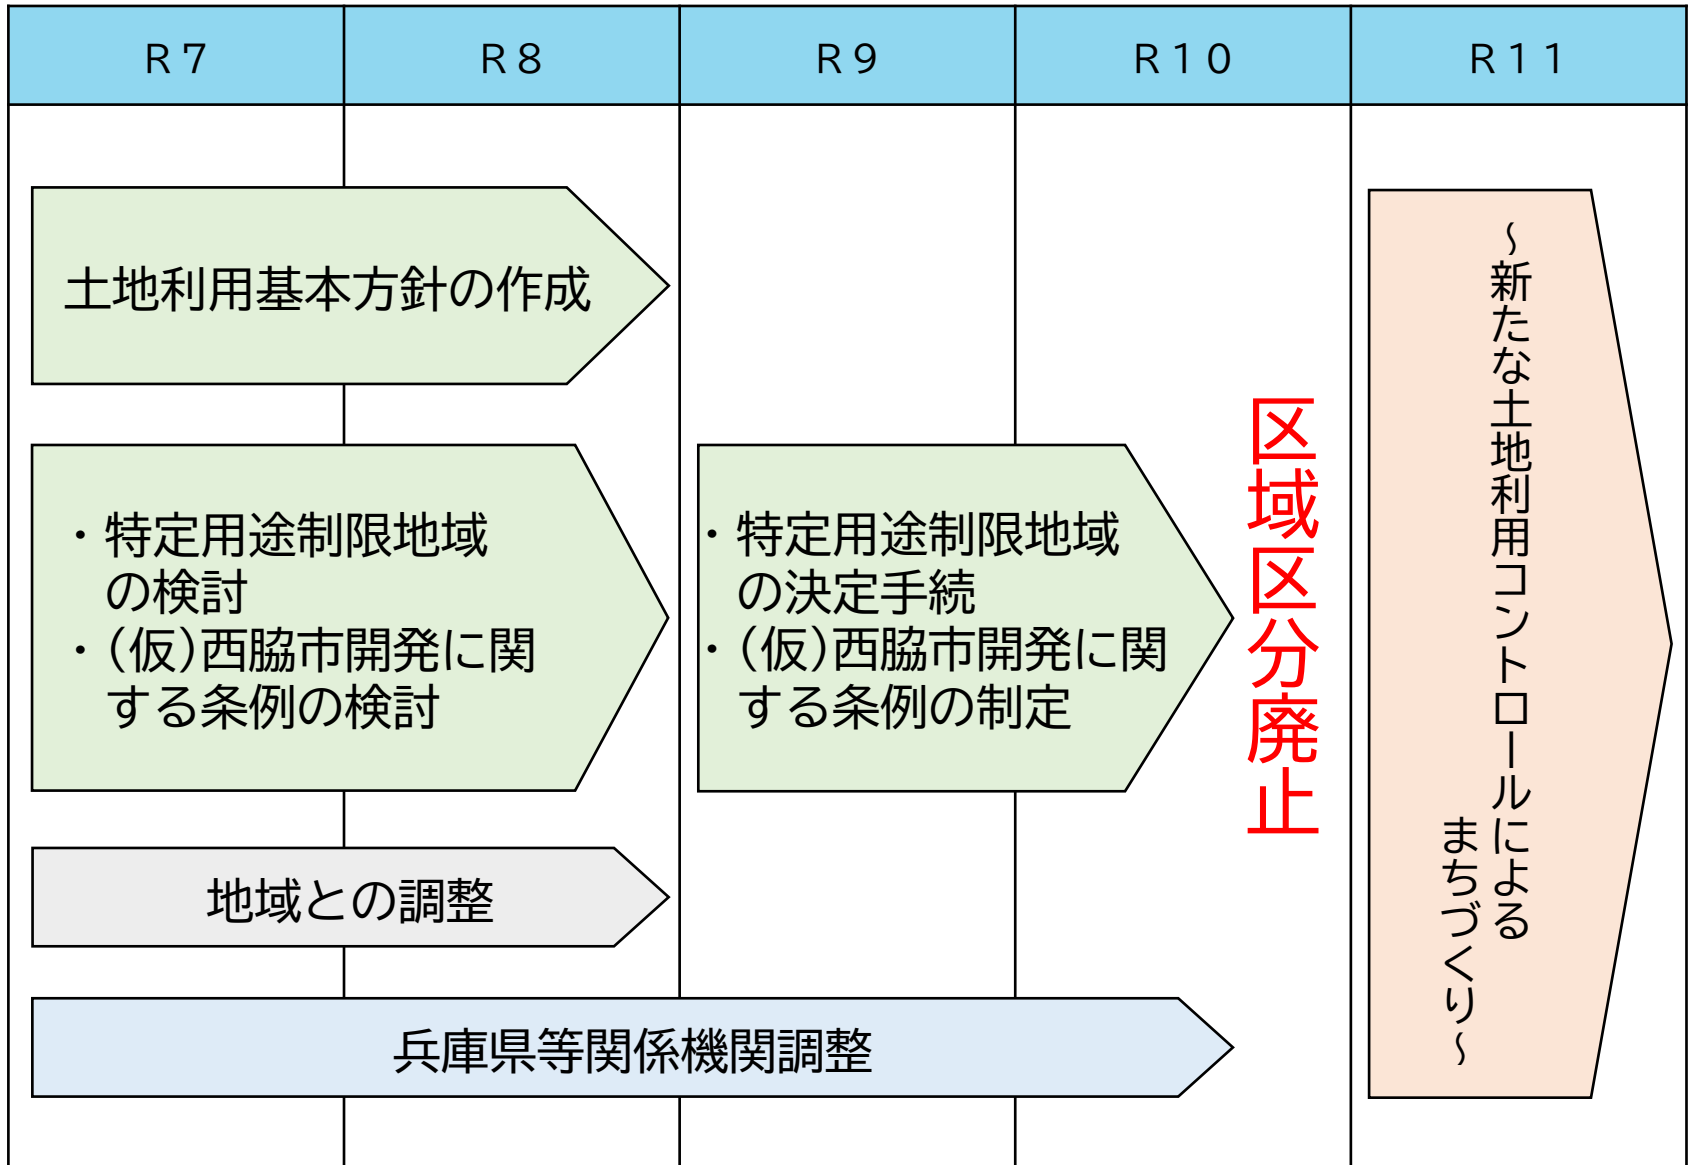 R7
R8
R9
R10
R11
土地利用基本方針の作成
・特定用途制限地域
の検討
・(仮)西脇市開発に関
する条例の検討
・特定用途制限地域
の決定手続
・(仮)西脇市開発に関
する条例の制定
区域区分廃止
～新たな土地利用コントロールによる
まちづくり～
地域との調整
兵庫県等関係機関調整